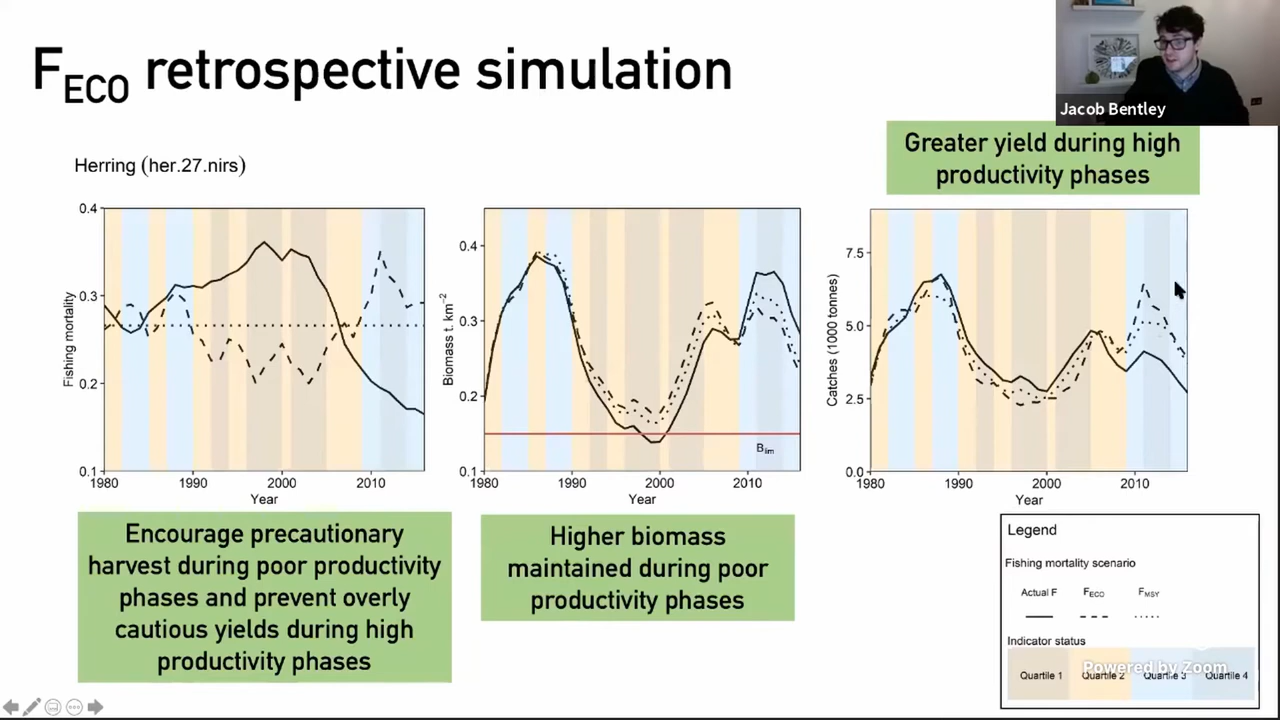 F_ECO retrospective simulation
Jacob Bentley
Herring (her.27.nirs)
Greater yield during high
productivity phases
Fishing mortality
0.4
0.3
0.2
0.1
1980 1990 2000 2010
Year
Biomass t. km⁻²
0.4
0.3
0.2
0.1
B_lim
1980 1990 2000 2010
Year
Catches (1000 tonnes)
7.5
5.0
2.5
0.0
1980 1990 2000 2010
Year
Encourage precautionary
harvest during poor productivity
phases and prevent overly
cautious yields during high
productivity phases
Higher biomass
maintained during poor
productivity phases
Legend
Fishing mortality scenario
Actual F F_ECO F_MSY
Indicator status
Quartile 1 Quartile 2 Quartile 3 Quartile 4
Powered by Zoom